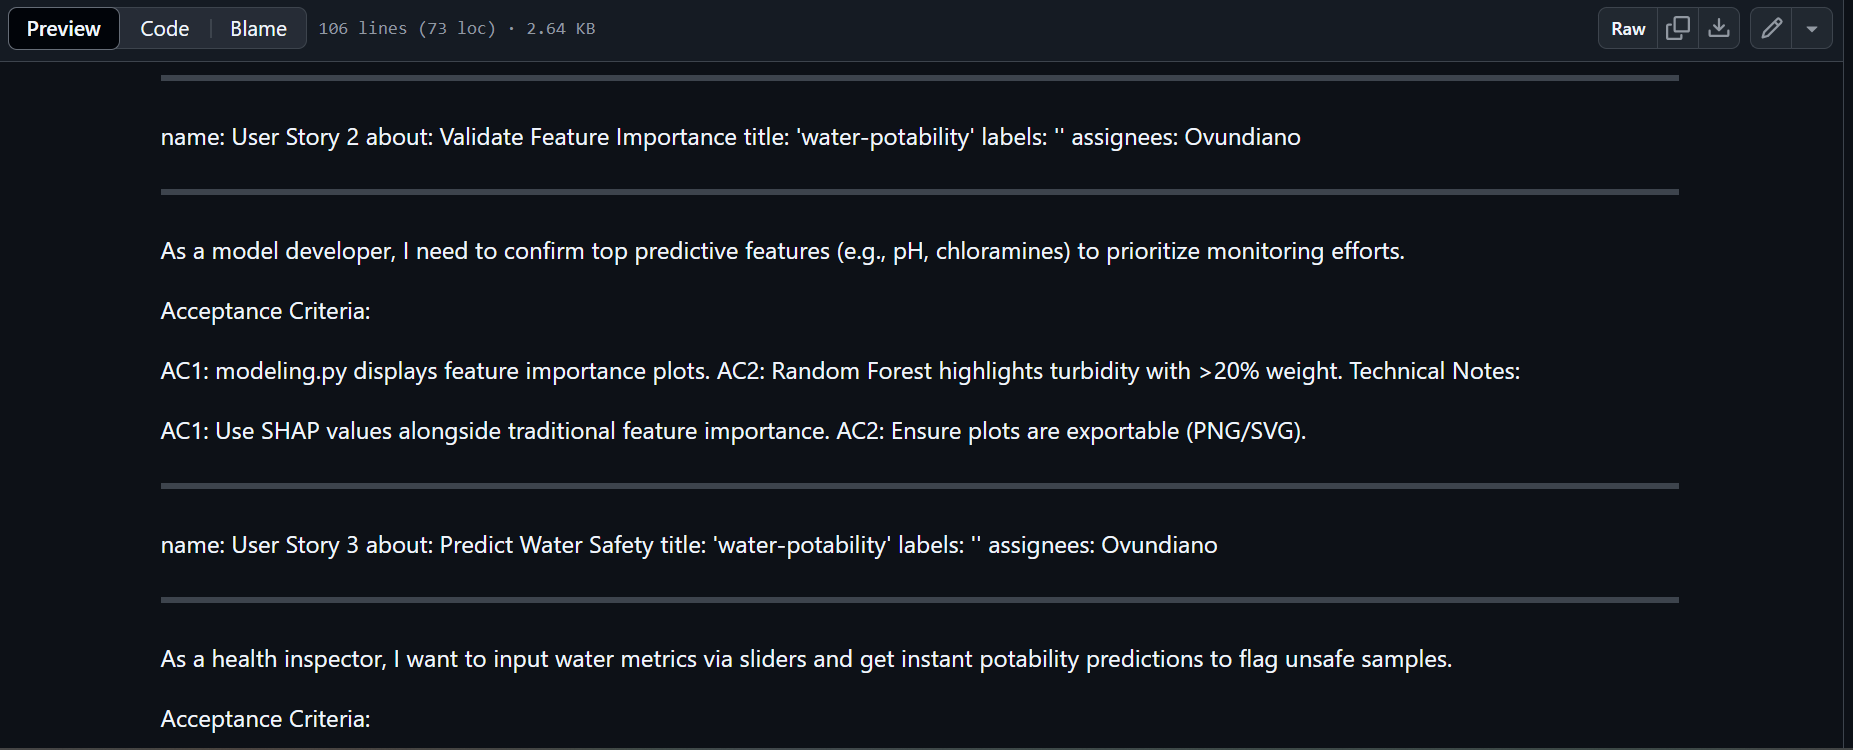 Preview Code Blame 106 lines (73 loc) · 2.64 KB Raw
name: User Story 2 about: Validate Feature Importance title: 'water-potability' labels: '' assignees: Ovundiano
As a model developer, I need to confirm top predictive features (e.g., pH, chloramines) to prioritize monitoring efforts.
Acceptance Criteria:
AC1: modeling.py displays feature importance plots. AC2: Random Forest highlights turbidity with >20% weight. Technical Notes:
AC1: Use SHAP values alongside traditional feature importance. AC2: Ensure plots are exportable (PNG/SVG).
name: User Story 3 about: Predict Water Safety title: 'water-potability' labels: '' assignees: Ovundiano
As a health inspector, I want to input water metrics via sliders and get instant potability predictions to flag unsafe samples.
Acceptance Criteria: